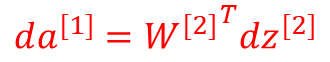 da^{[1]} = W^{[2]^T} dz^{[2]}